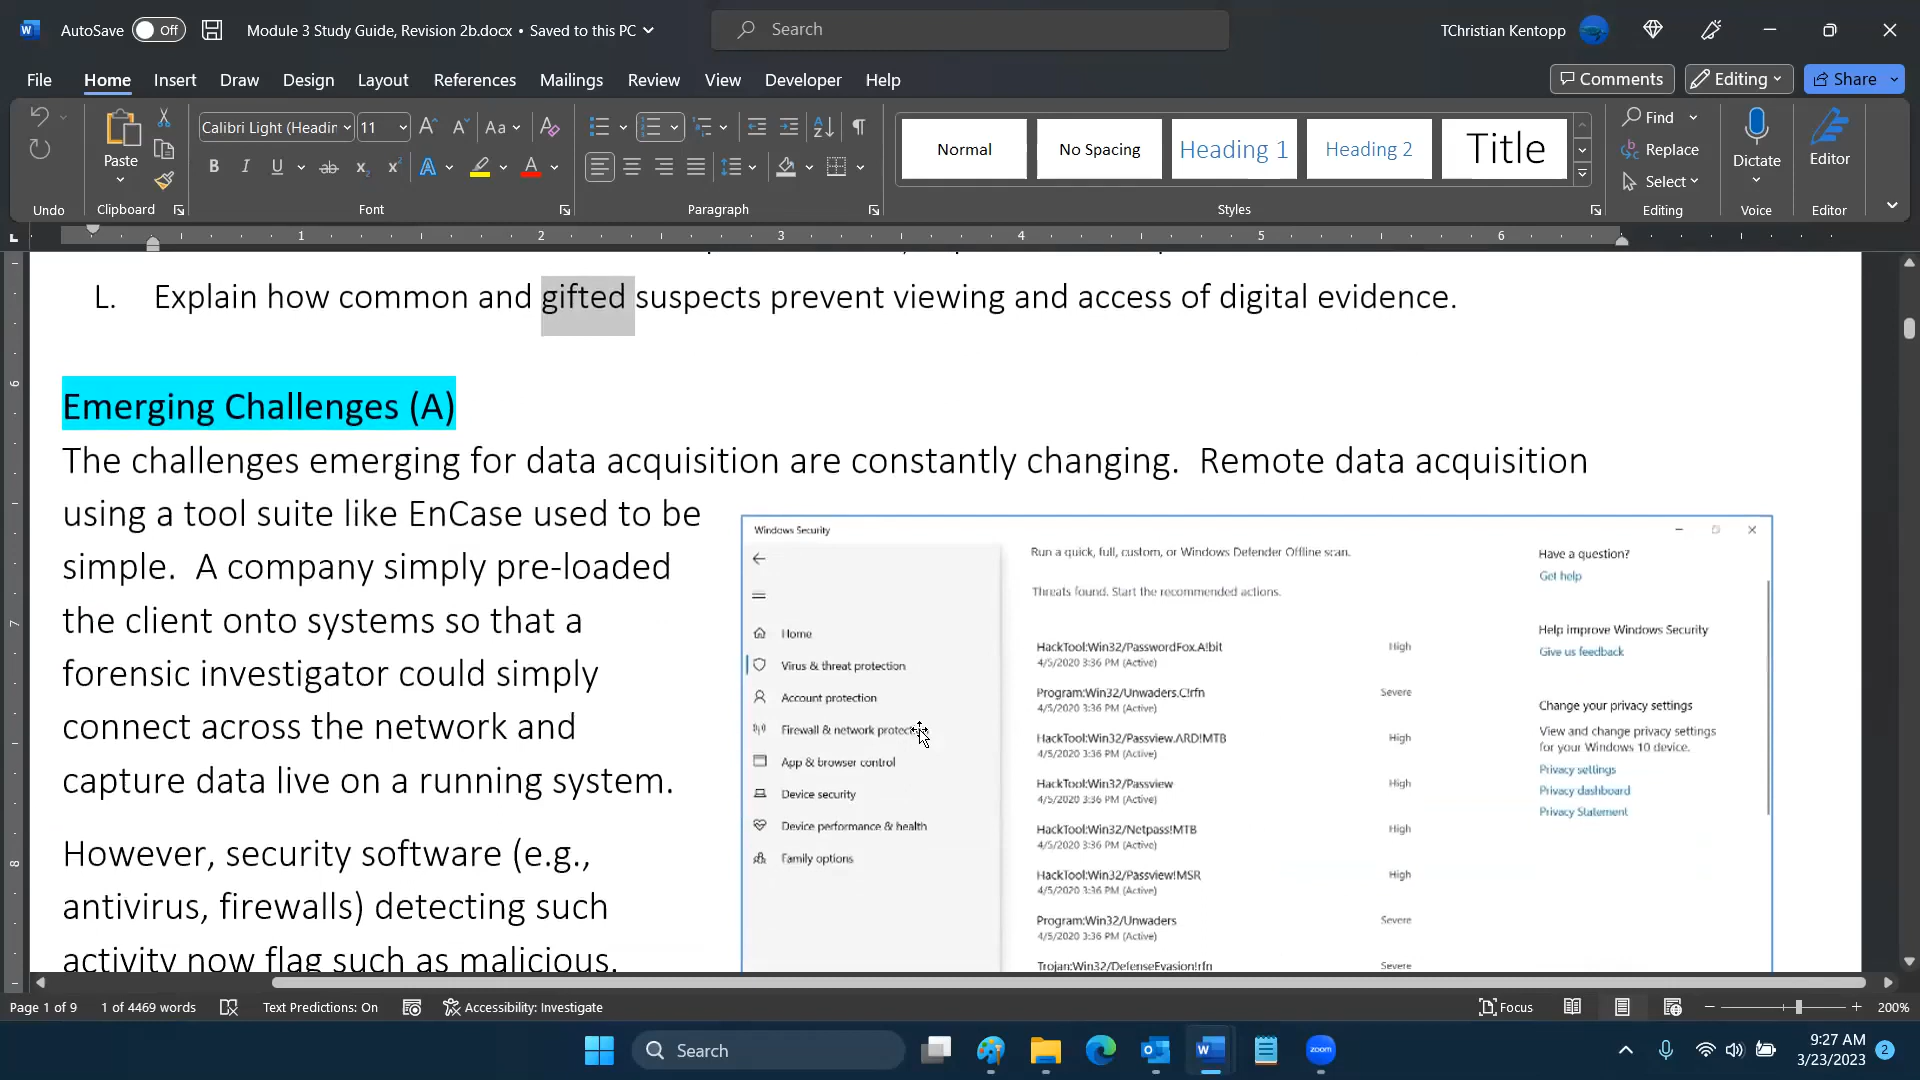 AutoSave Off Module 3 Study Guide, Revision 2b.docx • Saved to this PC Search TChristian Kentopp
File Home Insert Draw Design Layout References Mailings Review View Developer Help Comments Editing Share
Calibri Light (Headin 11 Aa
Paste
B I U ab x₂ x² A A
Normal No Spacing Heading 1 Heading 2 Title
Find
Replace
Select
Dictate Editor
Undo Clipboard Font Paragraph Styles Editing Voice Editor
1 2 3 4 5 6
L. Explain how common and gifted suspects prevent viewing and access of digital evidence.
Emerging Challenges (A)
The challenges emerging for data acquisition are constantly changing. Remote data acquisition
using a tool suite like EnCase used to be
simple. A company simply pre-loaded
the client onto systems so that a
forensic investigator could simply
connect across the network and
capture data live on a running system.
However, security software (e.g.,
antivirus, firewalls) detecting such
activity now flag such as malicious.
6
7
8
Windows Security
Home
Virus & threat protection
Account protection
Firewall & network
App & browser control
Device security
Device performance & health
Family options
Run a quick, full, custom, or Windows Defender Offline scan.
Threats found. Start the recommended actions.
HackTool:Win32/PasswordFox.A!bit High
4/5/2020 3:36 PM (Active)
Program:Win32/Unwaders.C!rfn Severe
4/5/2020 3:36 PM (Active)
HackTool:Win32/Passview.ARD!MTB High
4/5/2020 3:36 PM (Active)
HackTool:Win32/Passview High
4/5/2020 3:36 PM (Active)
HackTool:Win32/Netpass!MTB High
4/5/2020 3:36 PM (Active)
HackTool:Win32/Passview!MSR High
4/5/2020 3:36 PM (Active)
Program:Win32/Unwaders Severe
4/5/2020 3:36 PM (Active)
Trojan:Win32/DefenseEvasion!rfn Severe
Have a question?
Get help
Help improve Windows Security
Give us feedback
Change your privacy settings
View and change privacy settings
for your Windows 10 device.
Privacy settings
Privacy dashboard
Privacy Statement
Page 1 of 9 1 of 4469 words Text Predictions: On Accessibility: Investigate Focus 200%
Search zoom 9:27 AM
3/23/2023 2